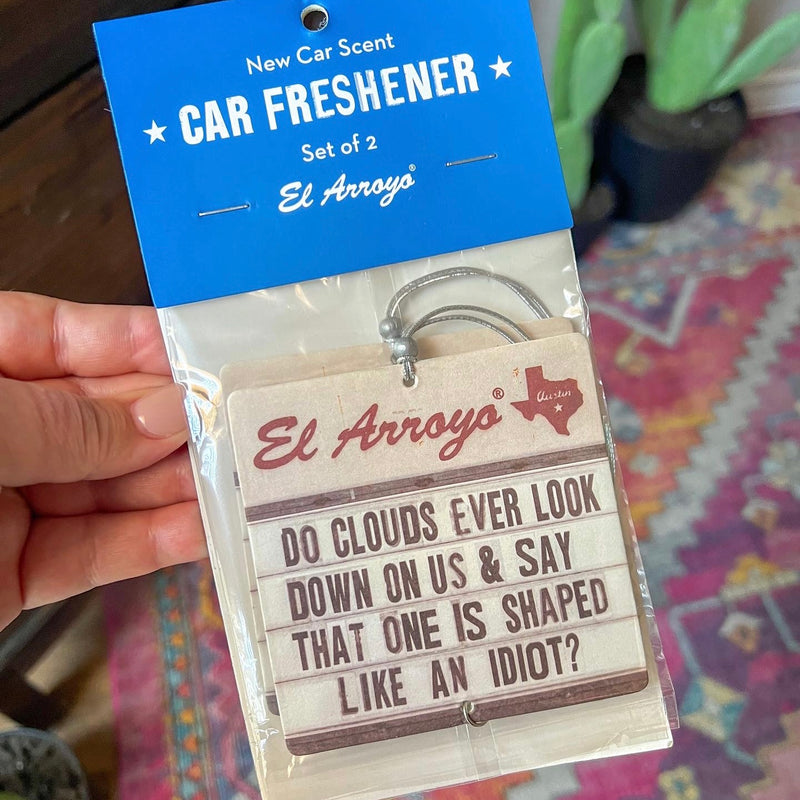 New Car Scent
★ CAR FRESHENER ★
Set of 2
El Arroyo®
El Arroyo®
Austin
DO CLOUDS EVER LOOK
DOWN ON US & SAY
THAT ONE IS SHAPED
LIKE AN IDIOT?